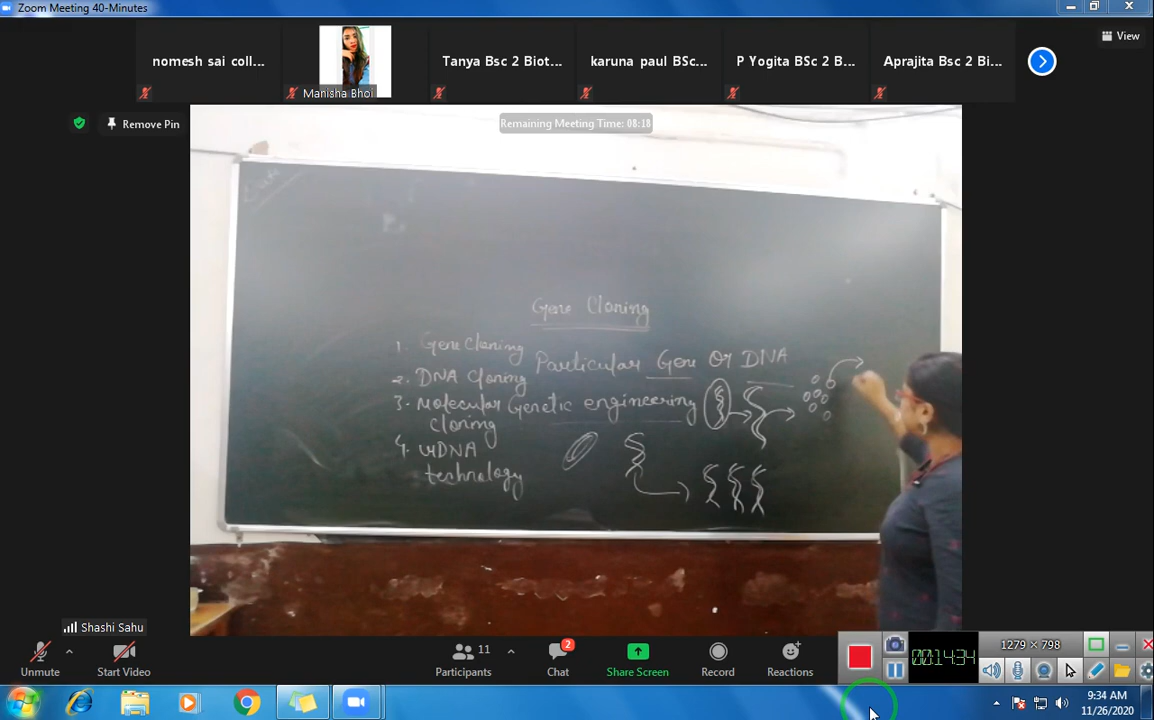 Zoom Meeting 40-Minutes
View
nomesh sai coll...
Manisha Bhoi
Tanya Bsc 2 Biot...
karuna paul BSc...
P Yogita BSc 2 B...
Aprajita Bsc 2 Bi...
Remove Pin
Remaining Meeting Time: 08:18
Gene Cloning
1. Gene Cloning
Particular Gene Or DNA
2. DNA Cloning
3. Molecular Cloning
Genetic engineering
4. rDNA technology
Shashi Sahu
Unmute
Start Video
11
Participants
2
Chat
Share Screen
Record
Reactions
00:14:34
1279 × 798
9:34 AM
11/26/2020